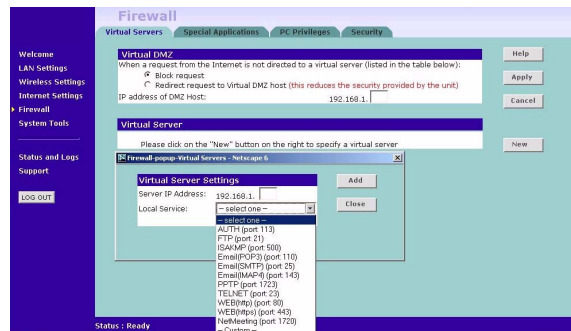 Firewall
Virtual Servers
Special Applications
PC Privileges
Security
Welcome
LAN Settings
Wireless Settings
Internet Settings
Firewall
System Tools
Status and Logs
Support
LOG OUT
Virtual DMZ
When a request from the Internet is not directed to a virtual server (listed in the table below):
Block request
Redirect request to Virtual DMZ host (this reduces the security provided by the unit)
IP address of DMZ Host: 192.168.1.
Help
Apply
Cancel
Virtual Server
Please click on the "New" button on the right to specify a virtual server
New
Firewall-popup-Virtual Servers - Netscape 6
Virtual Server Settings
Server IP Address: 192.168.1.
Local Service: -- select one --
Add
Close
-- select one --
AUTH (port 113)
FTP (port 21)
ISAKMP (port 500)
Email(POP3) (port 110)
Email(SMTP) (port 25)
Email(IMAP4) (port 143)
PPTP (port 1723)
TELNET (port 23)
WEB(http) (port 80)
WEB(https) (port 443)
NetMeeting (port 1720)
-- Custom --
Status : Ready